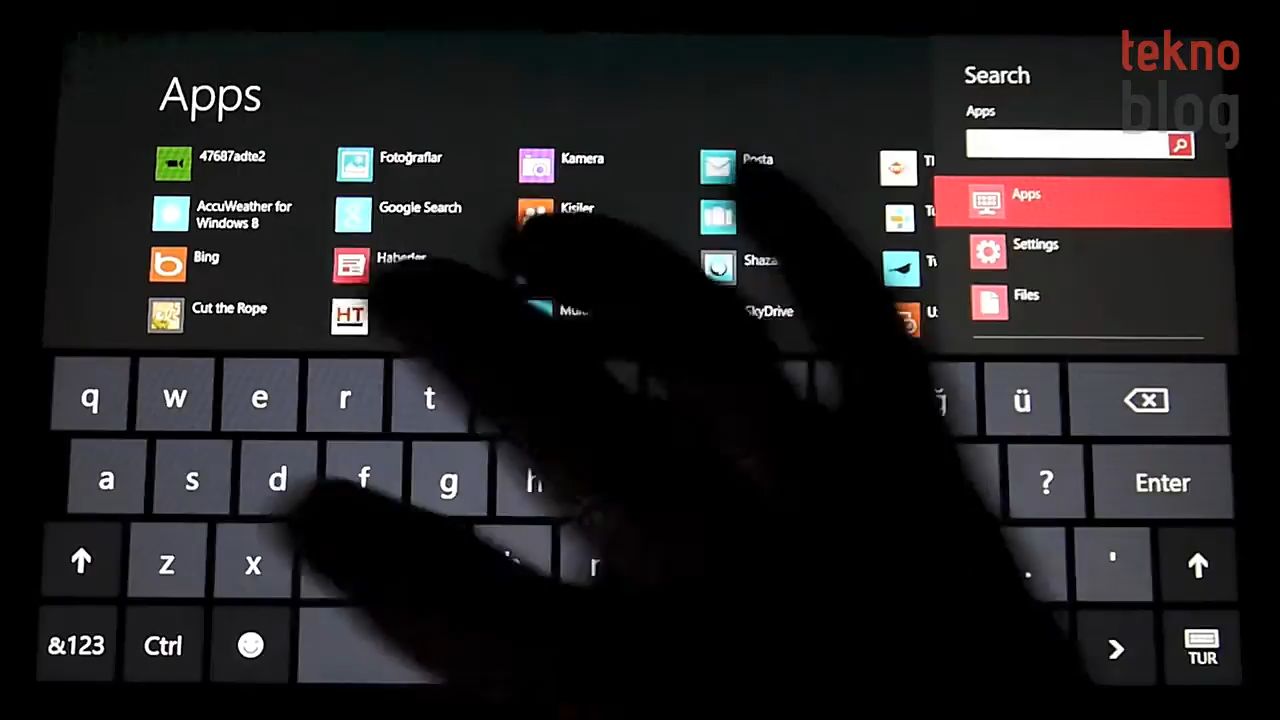 tekno
blog
Apps
Search
Apps
47687adte2
Fotoğraflar
Kamera
Posta
Apps
AccuWeather for
Windows 8
Google Search
Kişiler
Settings
Bing
Haberler
Files
Cut the Rope
HT
SkyDrive
q w e r t ü
a s d f g h ? Enter
z x . '
&123 Ctrl > TUR